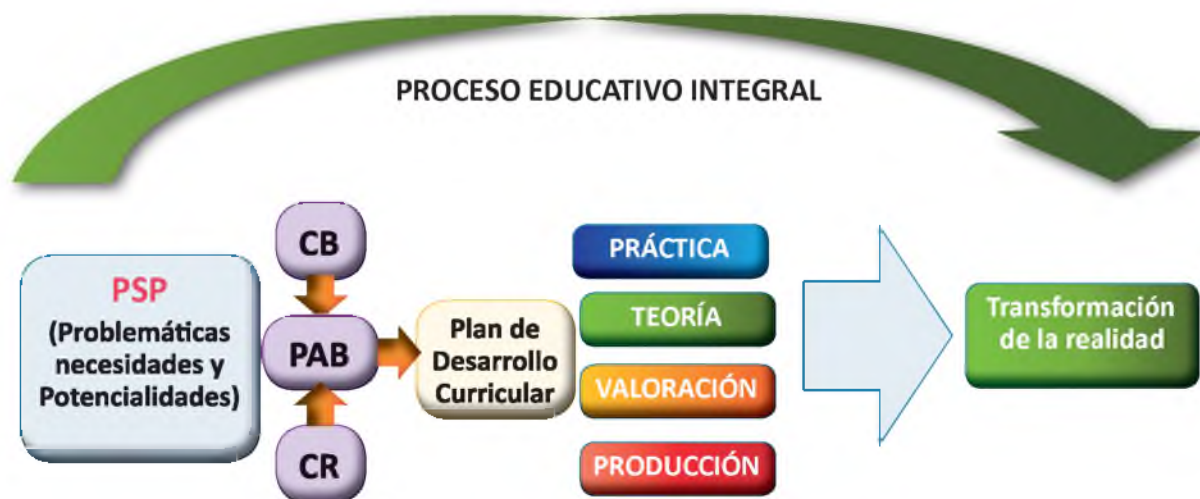 PROCESO EDUCATIVO INTEGRAL
PSP
(Problemáticas
necesidades y
Potencialidades)
CB
PAB
CR
Plan de
Desarrollo
Curricular
PRÁCTICA
TEORÍA
VALORACIÓN
PRODUCCIÓN
Transformación
de la realidad